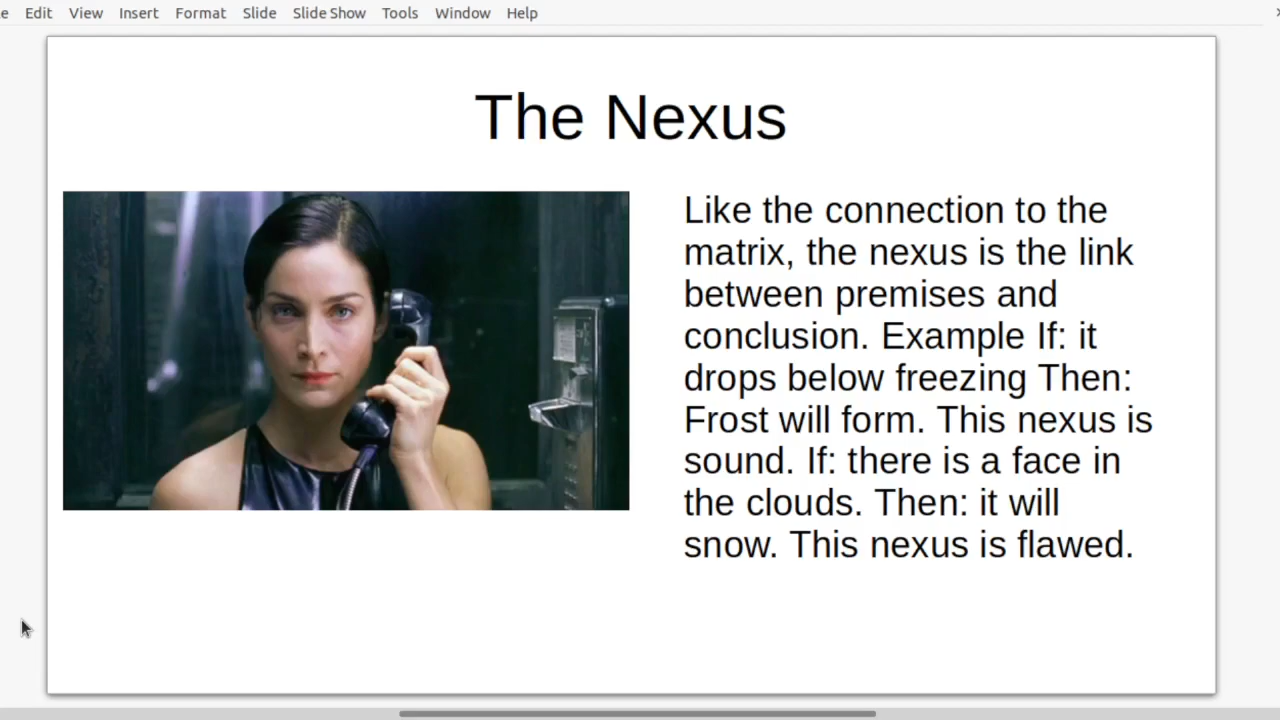 Edit View Insert Format Slide Slide Show Tools Window Help
The Nexus
Like the connection to the
matrix, the nexus is the link
between premises and
conclusion. Example If: it
drops below freezing Then:
Frost will form. This nexus is
sound. If: there is a face in
the clouds. Then: it will
snow. This nexus is flawed.